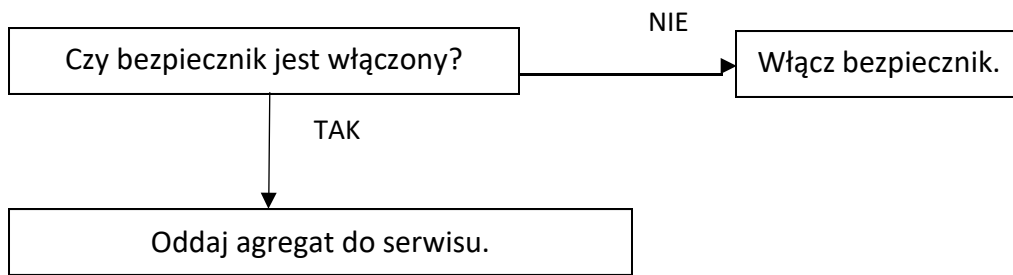 NIE
Czy bezpiecznik jest włączony?
Włącz bezpiecznik.
TAK
Oddaj agregat do serwisu.